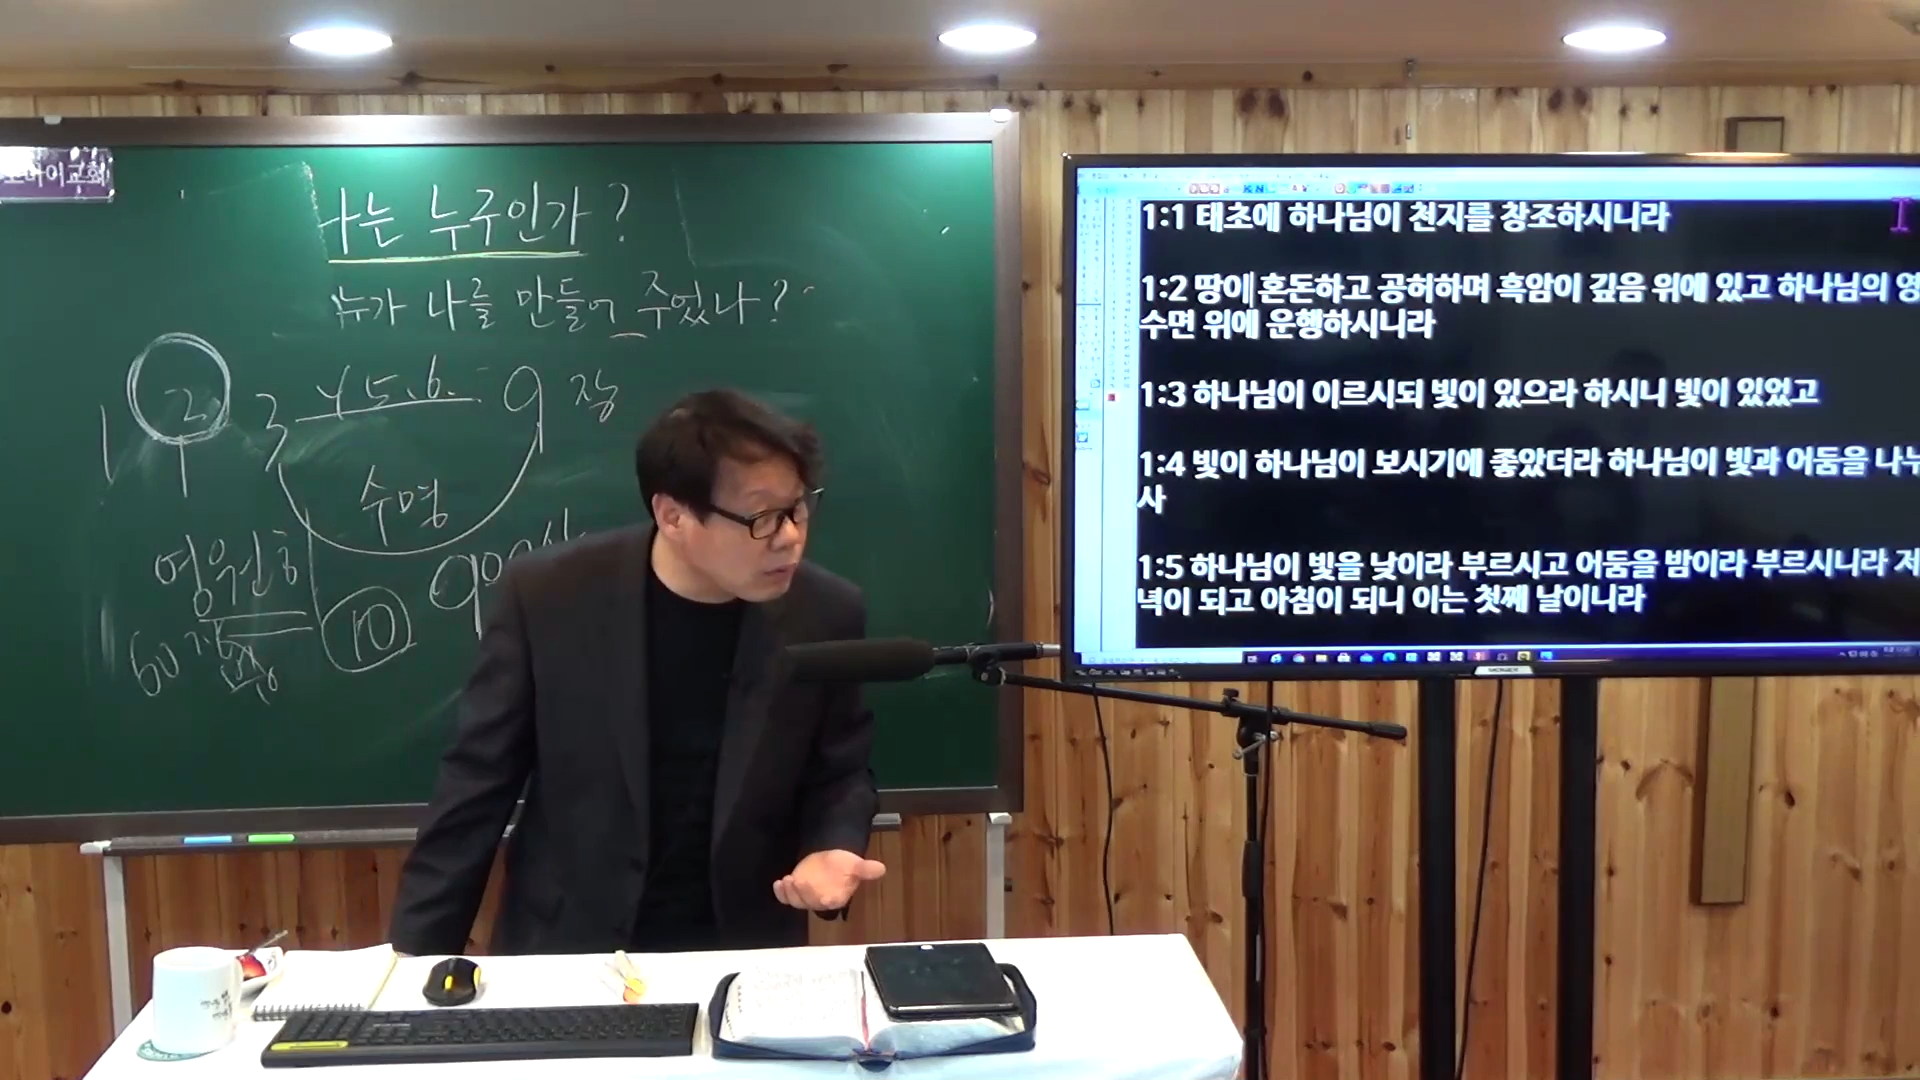 나는 누구인가?
누가 나를 만들어 주었나?
1 2 3 4 5. 6. 9 장
수명
영원히
10
60
1:1 태초에 하나님이 천지를 창조하시니라
1:2 땅이 혼돈하고 공허하며 흑암이 깊음 위에 있고 하나님의 영
수면 위에 운행하시니라
1:3 하나님이 이르시되 빛이 있으라 하시니 빛이 있었고
1:4 빛이 하나님이 보시기에 좋았더라 하나님이 빛과 어둠을 나누
사
1:5 하나님이 빛을 낮이라 부르시고 어둠을 밤이라 부르시니라 저
녁이 되고 아침이 되니 이는 첫째 날이니라